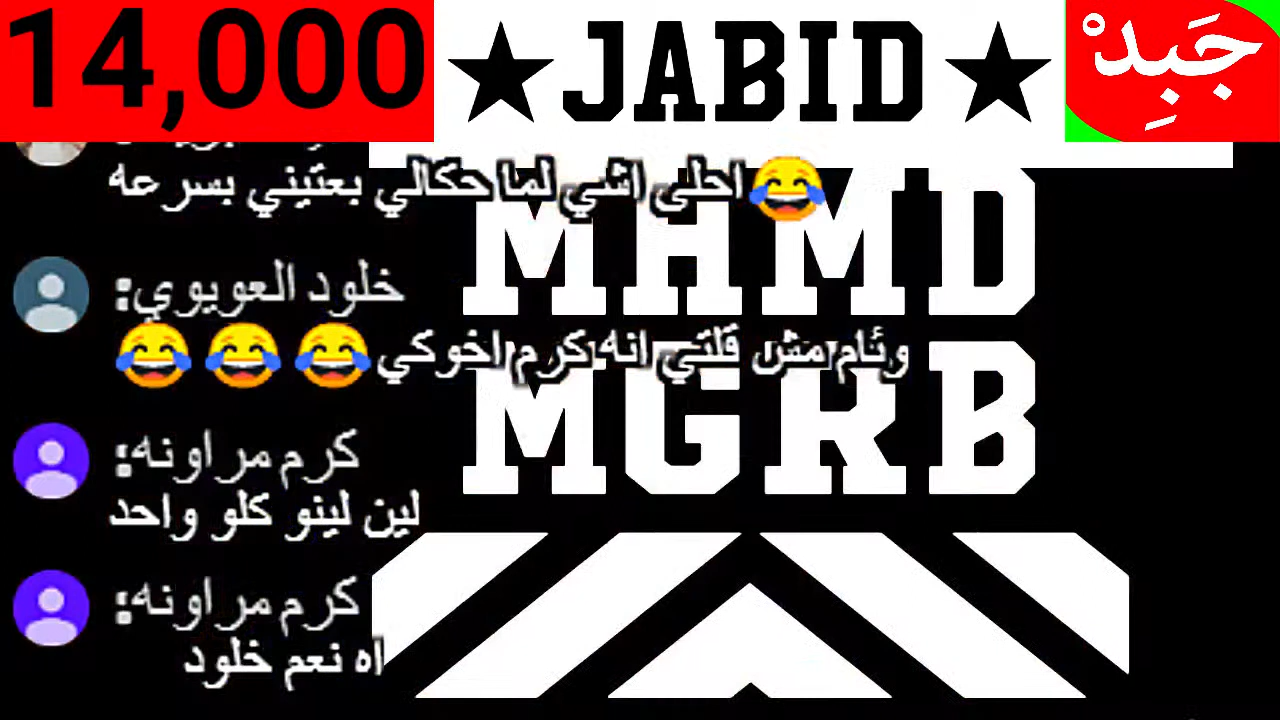 14,000
★JABID★
جَبِدْ
احلى اشي لما حكالي بعتيني بسرعه😂
MHMD
خلود العويوي:
وئام مش قلتي انه كرم اخوكي😂😂😂
MGRB
كرم مراونه:
لين لينو كلو واحد
كرم مراونه:
اه نعم خلود